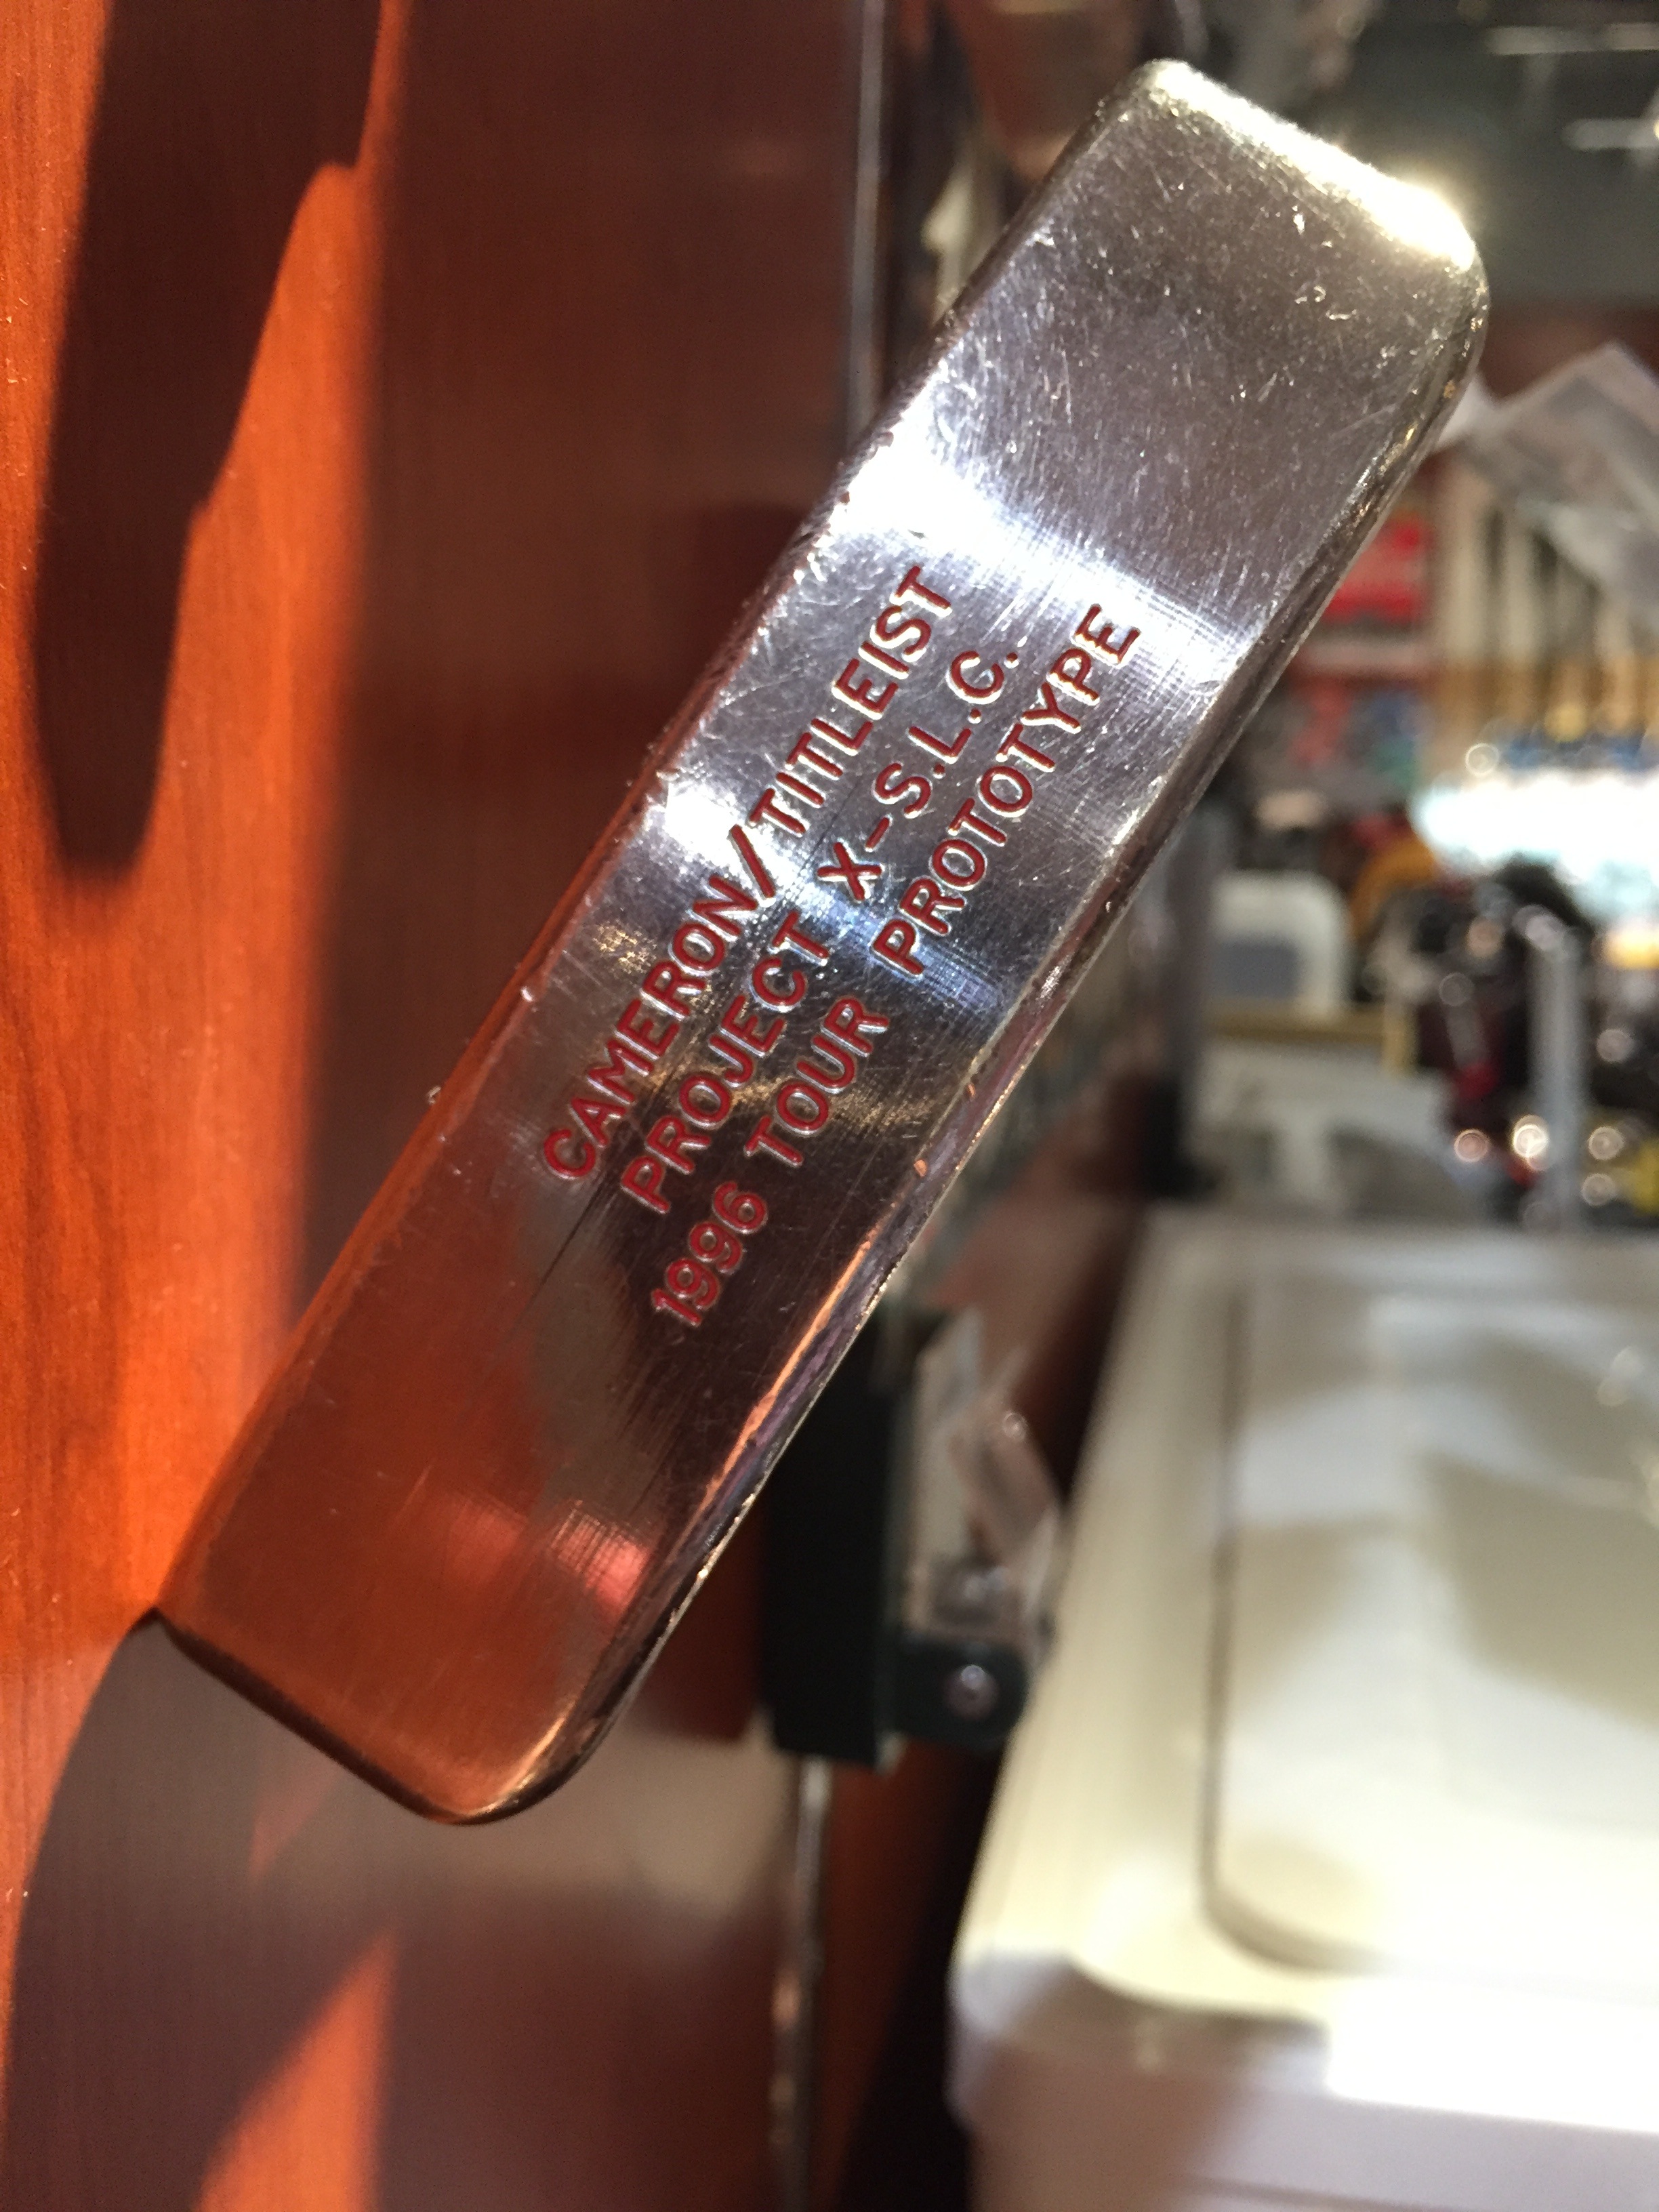 CAMERON/TITLEIST
PROJECT X-S.L.C.
1996 TOUR PROTOTYPE